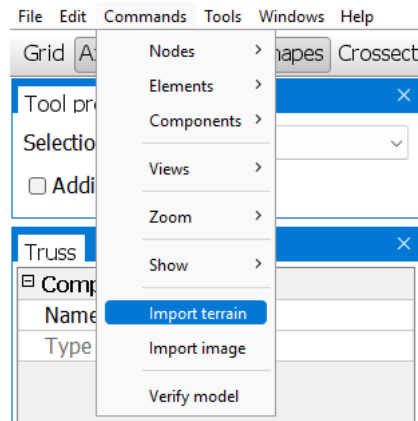 File Edit Commands Tools Windows Help
Grid
Crossect
Nodes
Elements
Components
Views
Zoom
Show
Import terrain
Import image
Verify model
Tool pr
Selectio
Addi
Truss
Comp
Name
Type